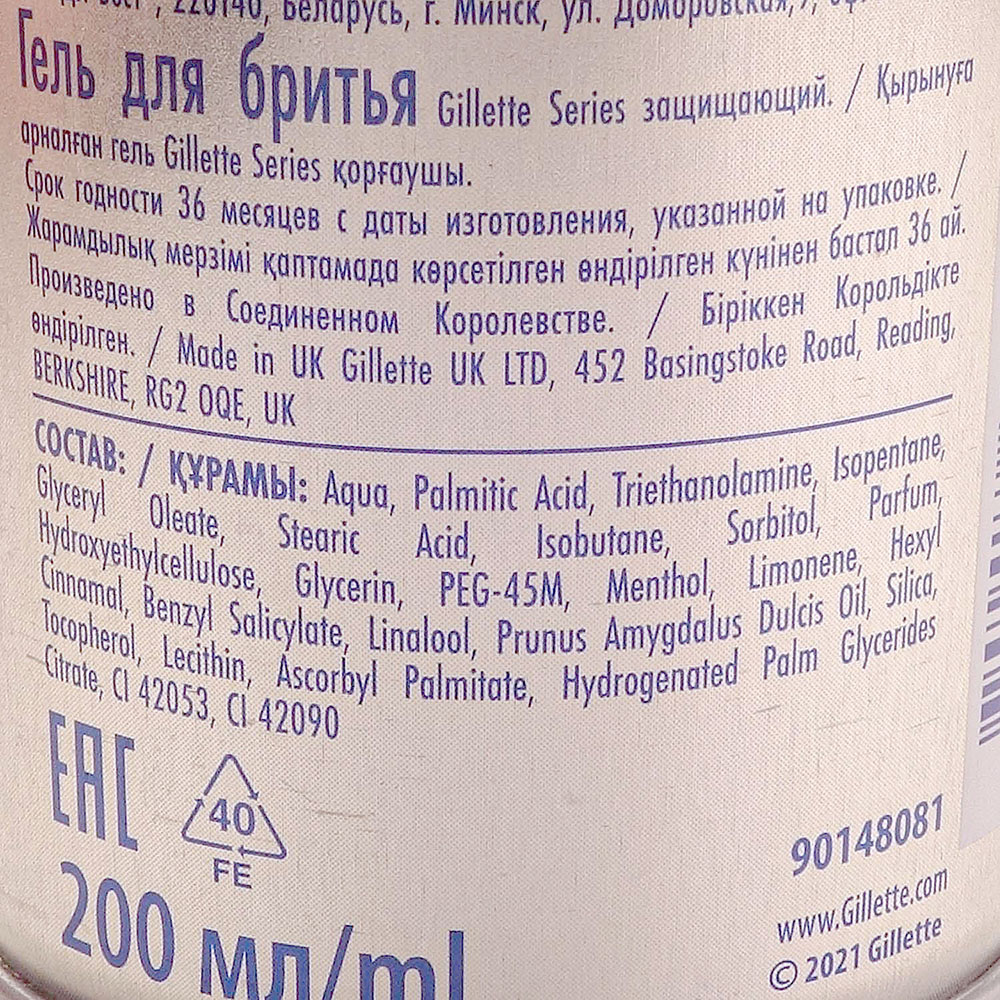 220140, Беларусь, г. Минск, ул. Домбровская,
Гель для бритья Gillette Series защищающий. / Қырынуға
арналған гель Gillette Series қорғаушы.
Срок годности 36 месяцев с даты изготовления, указанной на упаковке. /
Жарамдылық мерзімі қаптамада көрсетілген өндірілген күнінен бастап 36 ай.
Произведено в Соединенном Королевстве. / Біріккен Корольдікте
өндірілген. / Made in UK Gillette UK LTD, 452 Basingstoke Road, Reading,
BERKSHIRE, RG2 0QE, UK
СОСТАВ: / ҚҰРАМЫ: Aqua, Palmitic Acid, Triethanolamine, Isopentane,
Glyceryl Oleate, Stearic Acid, Isobutane, Sorbitol, Parfum,
Hydroxyethylcellulose, Glycerin, PEG-45M, Menthol, Limonene, Hexyl
Cinnamal, Benzyl Salicylate, Linalool, Prunus Amygdalus Dulcis Oil, Silica,
Tocopherol, Lecithin, Ascorbyl Palmitate, Hydrogenated Palm Glycerides
Citrate, CI 42053, CI 42090
EAC
40
FE
90148081
200 мл/ml
www.Gillette.com
© 2021 Gillette